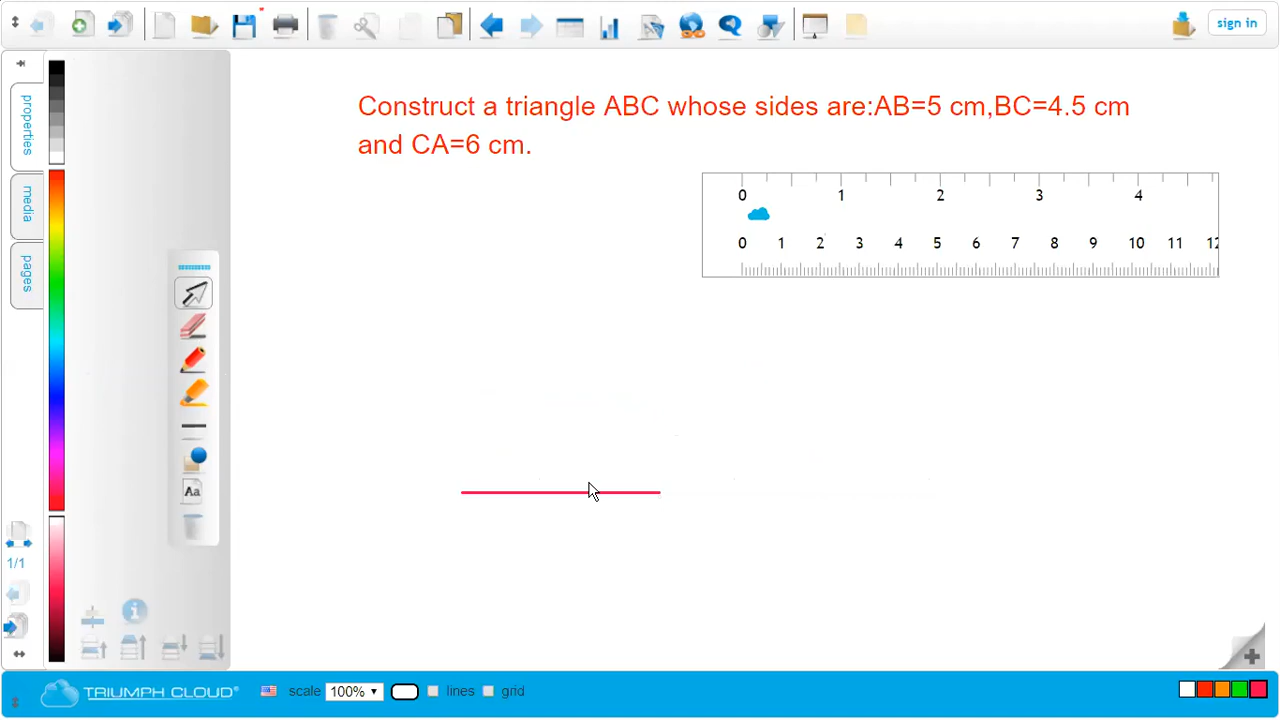 sign in
properties
media
pages
Construct a triangle ABC whose sides are:AB=5 cm,BC=4.5 cm
and CA=6 cm.
0 1 2 3 4
0 1 2 3 4 5 6 7 8 9 10 11 12
Aa
1/1
TRIUMPH CLOUD scale 100% lines grid